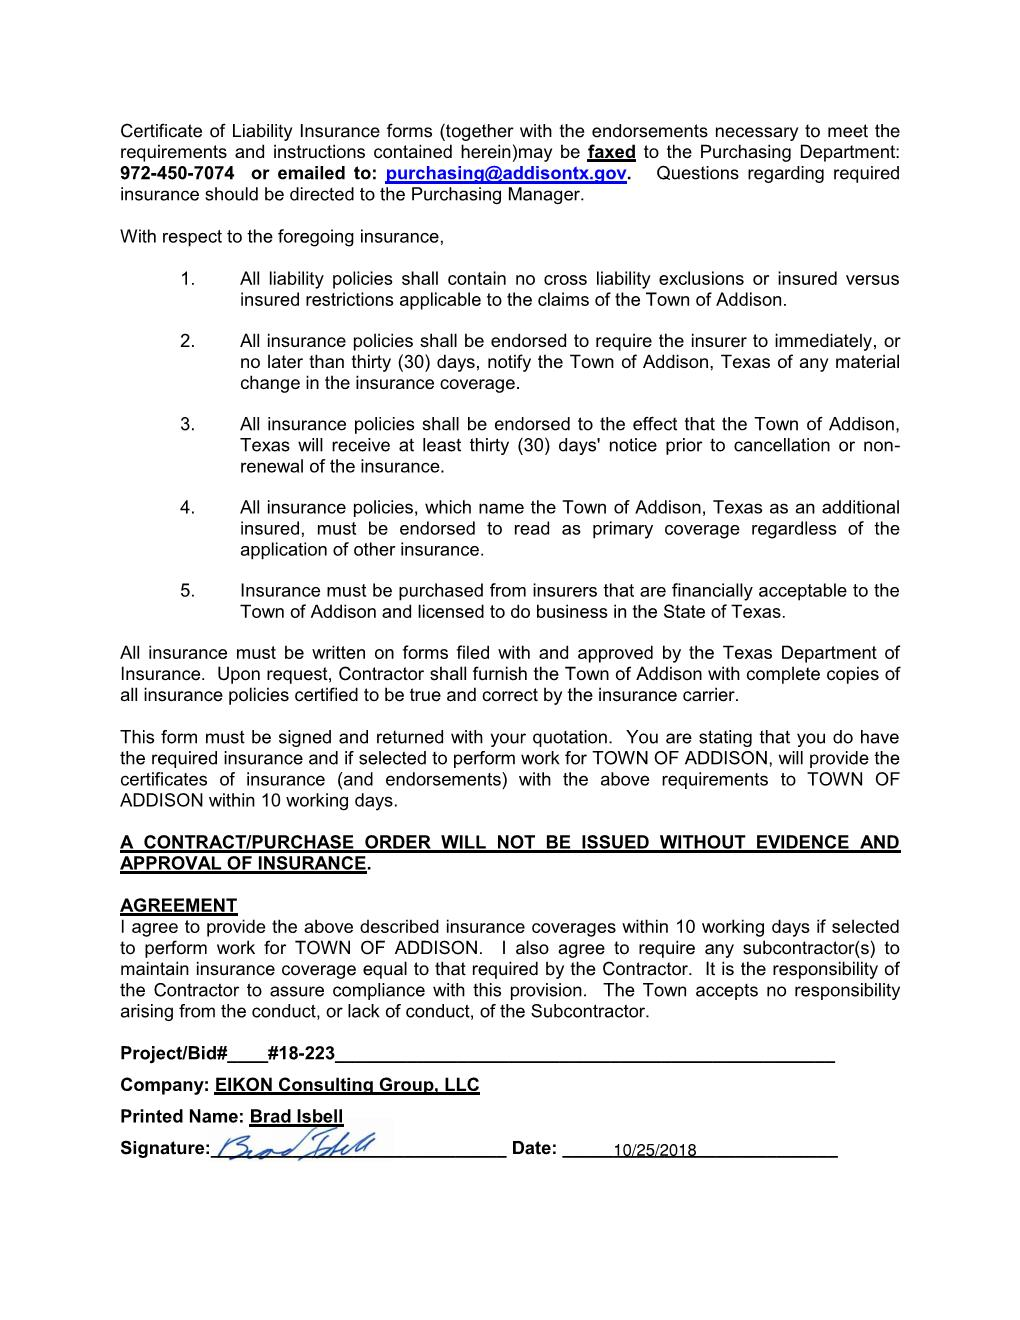 Certificate of Liability Insurance forms (together with the endorsements necessary to meet the
requirements and instructions contained herein)may be faxed to the Purchasing Department:
972-450-7074 or emailed to: purchasing@addisontx.gov. Questions regarding required
insurance should be directed to the Purchasing Manager.
With respect to the foregoing insurance,
1. All liability policies shall contain no cross liability exclusions or insured versus
insured restrictions applicable to the claims of the Town of Addison.
2. All insurance policies shall be endorsed to require the insurer to immediately, or
no later than thirty (30) days, notify the Town of Addison, Texas of any material
change in the insurance coverage.
3. All insurance policies shall be endorsed to the effect that the Town of Addison,
Texas will receive at least thirty (30) days' notice prior to cancellation or non-
renewal of the insurance.
4. All insurance policies, which name the Town of Addison, Texas as an additional
insured, must be endorsed to read as primary coverage regardless of the
application of other insurance.
5. Insurance must be purchased from insurers that are financially acceptable to the
Town of Addison and licensed to do business in the State of Texas.
All insurance must be written on forms filed with and approved by the Texas Department of
Insurance. Upon request, Contractor shall furnish the Town of Addison with complete copies of
all insurance policies certified to be true and correct by the insurance carrier.
This form must be signed and returned with your quotation. You are stating that you do have
the required insurance and if selected to perform work for TOWN OF ADDISON, will provide the
certificates of insurance (and endorsements) with the above requirements to TOWN OF
ADDISON within 10 working days.
A CONTRACT/PURCHASE ORDER WILL NOT BE ISSUED WITHOUT EVIDENCE AND
APPROVAL OF INSURANCE.
AGREEMENT
I agree to provide the above described insurance coverages within 10 working days if selected
to perform work for TOWN OF ADDISON. I also agree to require any subcontractor(s) to
maintain insurance coverage equal to that required by the Contractor. It is the responsibility of
the Contractor to assure compliance with this provision. The Town accepts no responsibility
arising from the conduct, or lack of conduct, of the Subcontractor.
Project/Bid#____#18-223
Company: EIKON Consulting Group, LLC
Printed Name: Brad Isbell
Signature: Brad Isbell Date: 10/25/2018